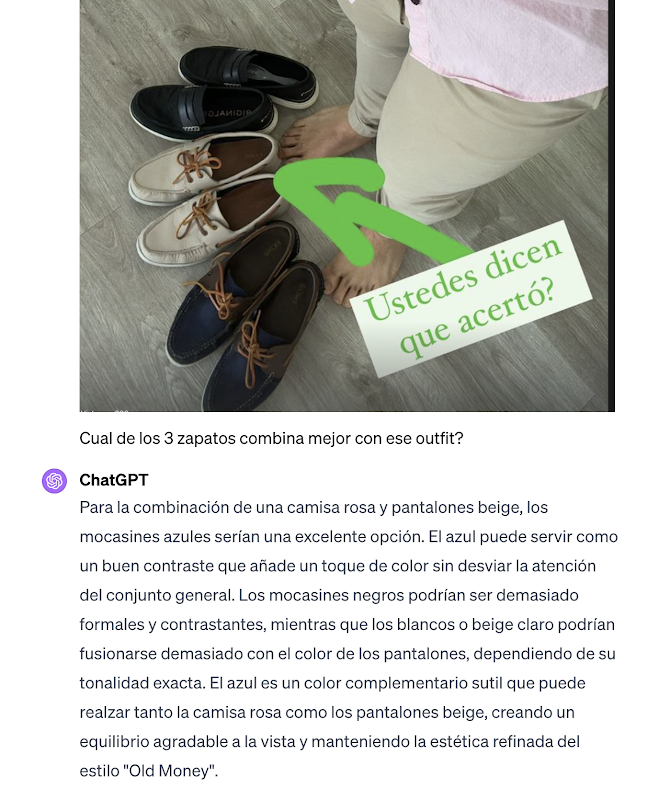 Ustedes dicen
que acertó?
Cual de los 3 zapatos combina mejor con ese outfit?
ChatGPT
Para la combinación de una camisa rosa y pantalones beige, los
mocasines azules serían una excelente opción. El azul puede servir como
un buen contraste que añade un toque de color sin desviar la atención
del conjunto general. Los mocasines negros podrían ser demasiado
formales y contrastantes, mientras que los blancos o beige claro podrían
fusionarse demasiado con el color de los pantalones, dependiendo de su
tonalidad exacta. El azul es un color complementario sutil que puede
realzar tanto la camisa rosa como los pantalones beige, creando un
equilibrio agradable a la vista y manteniendo la estética refinada del
estilo "Old Money".